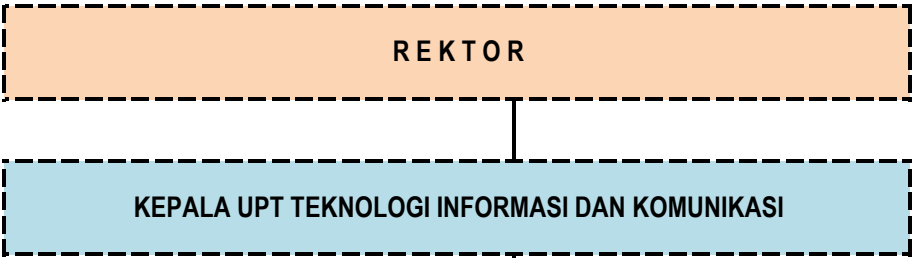 R E K T O R
KEPALA UPT TEKNOLOGI INFORMASI DAN KOMUNIKASI